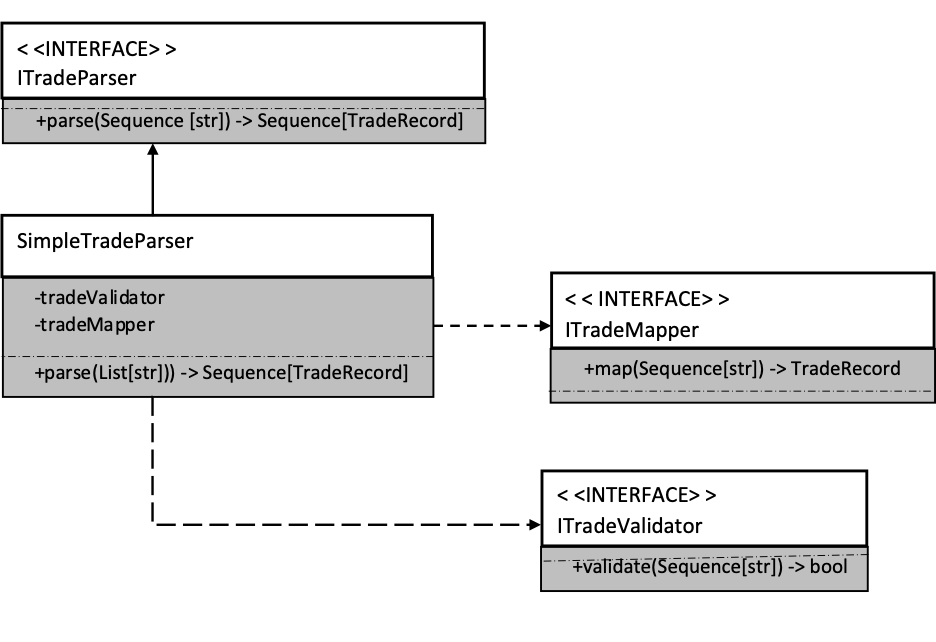 < <INTERFACE> >
ITradeParser
+parse(Sequence [str]) -> Sequence[TradeRecord]
SimpleTradeParser
-tradeValidator
-tradeMapper
+parse(List[str])) -> Sequence[TradeRecord]
< < INTERFACE> >
ITradeMapper
+map(Sequence[str]) -> TradeRecord
< <INTERFACE> >
ITradeValidator
+validate(Sequence[str]) -> bool